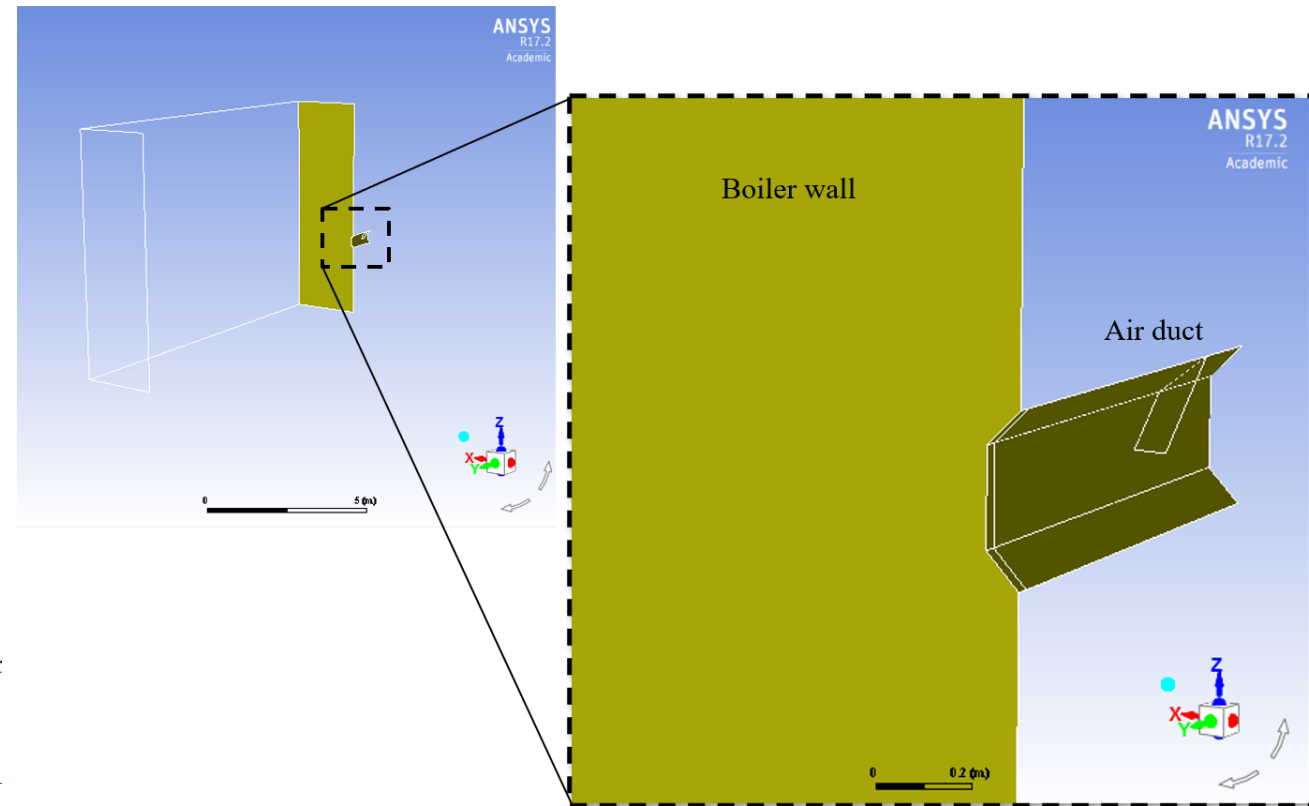 ANSYS
R17.2
Academic
Z
X
Y
0
5 (m)
ANSYS
R17.2
Academic
Boiler wall
Air duct
Z
X
Y
0
0.2 (m)